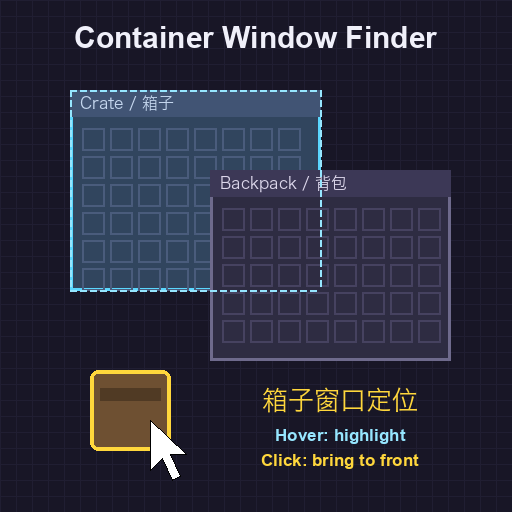 Container Window Finder
Crate / 箱子
Backpack / 背包
箱子窗口定位
Hover: highlight
Click: bring to front